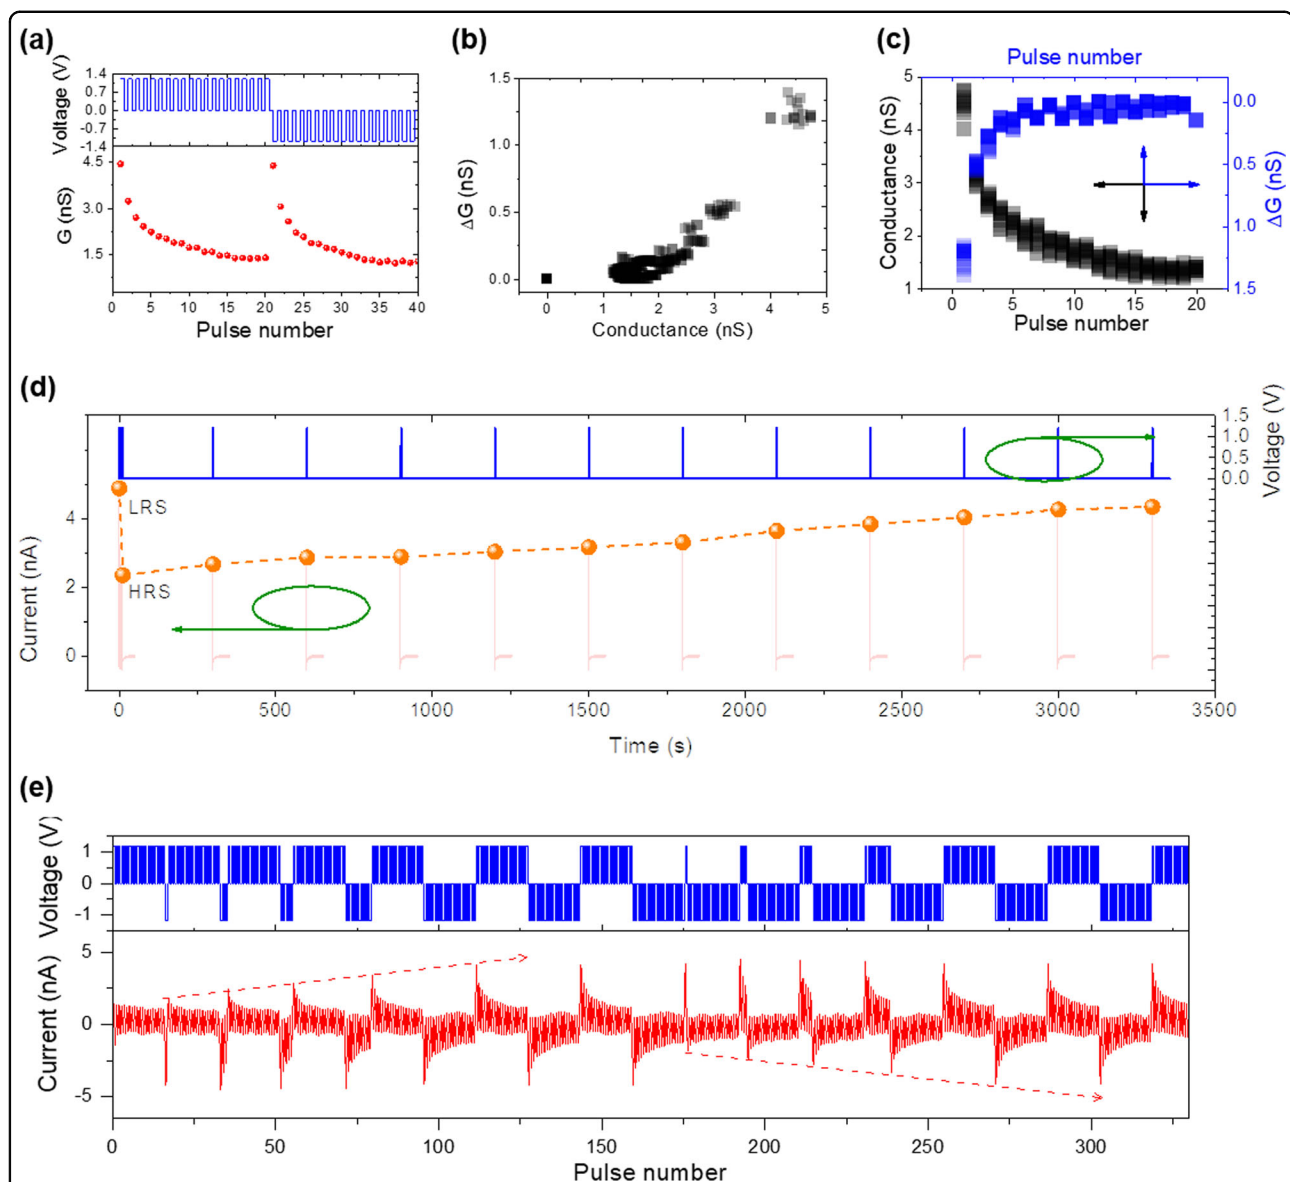 (a)
Voltage (V)
1.4
0.7
0.0
-0.7
-1.4
G (nS)
4.5
3.0
1.5
0 5 10 15 20 25 30 35 40
Pulse number
(b)
ΔG (nS)
1.5
1.0
0.5
0.0
0 1 2 3 4 5
Conductance (nS)
(c)
Pulse number
Conductance (nS)
5
4
3
2
1
0.0
0.5
1.0
1.5
ΔG (nS)
0 5 10 15 20
Pulse number
(d)
1.5
1.0
0.5
0.0
Voltage (V)
LRS
HRS
Current (nA)
4
2
0
0 500 1000 1500 2000 2500 3000 3500
Time (s)
(e)
Voltage (V)
1
0
-1
Current (nA)
5
0
-5
0 50 100 150 200 250 300
Pulse number